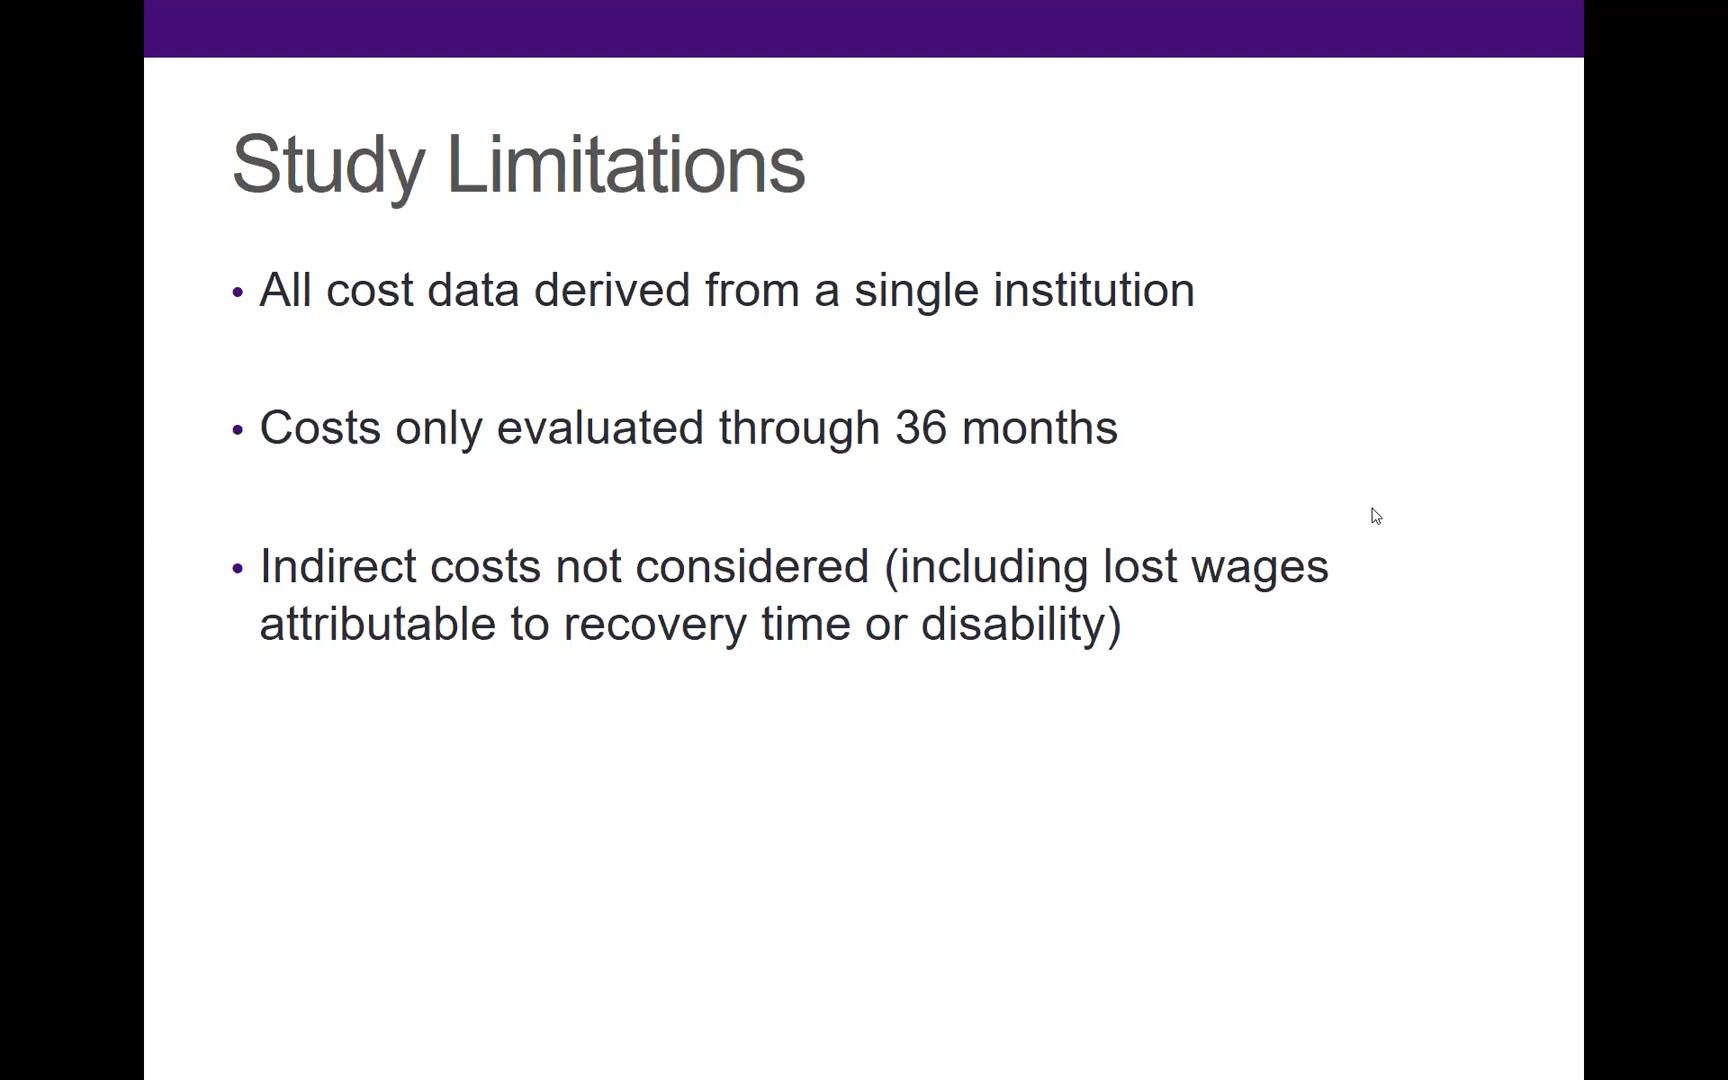 Study Limitations
• All cost data derived from a single institution
• Costs only evaluated through 36 months
• Indirect costs not considered (including lost wages
attributable to recovery time or disability)